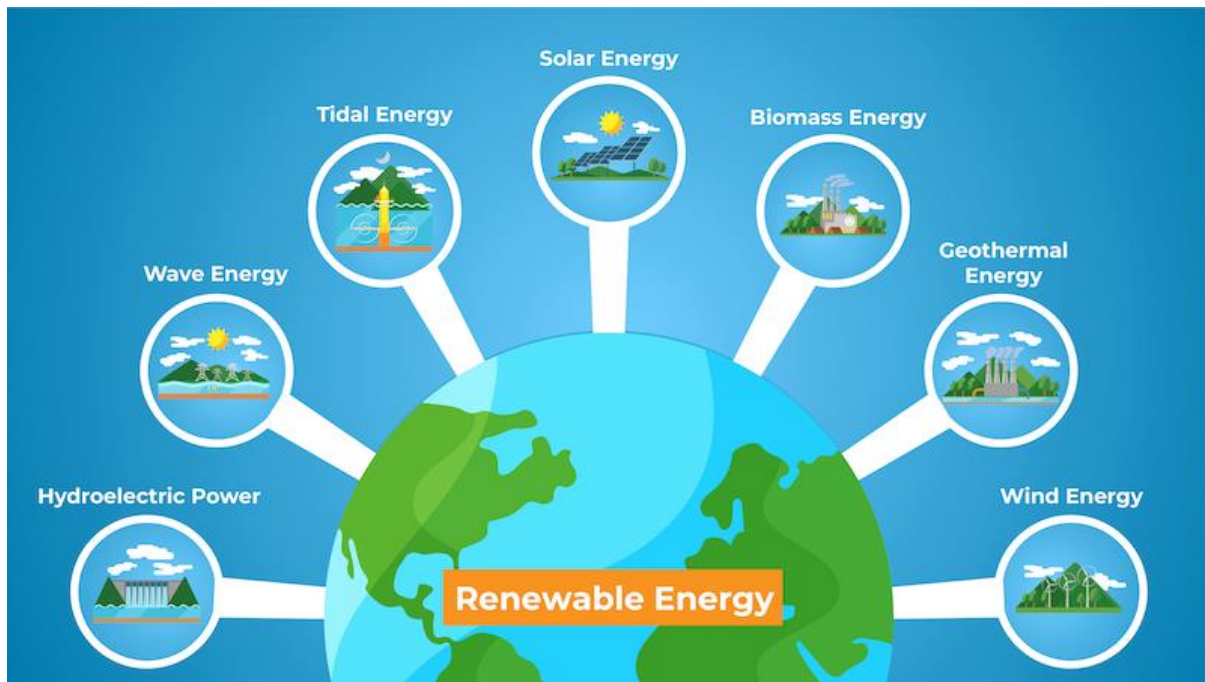 Solar Energy
Tidal Energy
Biomass Energy
Wave Energy
Geothermal
Energy
Hydroelectric Power
Wind Energy
Renewable Energy